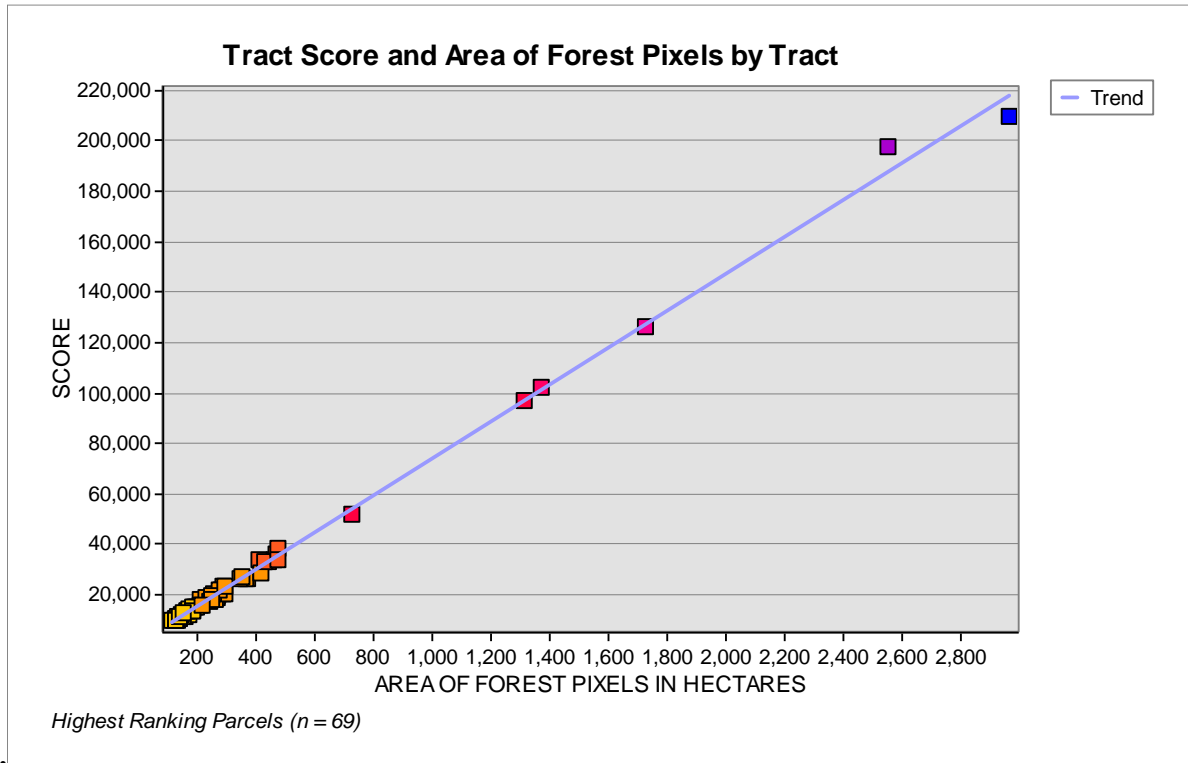 Tract Score and Area of Forest Pixels by Tract
220,000
200,000
180,000
160,000
140,000
120,000
100,000
80,000
60,000
40,000
20,000
SCORE
Trend
200 400 600 800 1,000 1,200 1,400 1,600 1,800 2,000 2,200 2,400 2,600 2,800
AREA OF FOREST PIXELS IN HECTARES
Highest Ranking Parcels (n = 69)